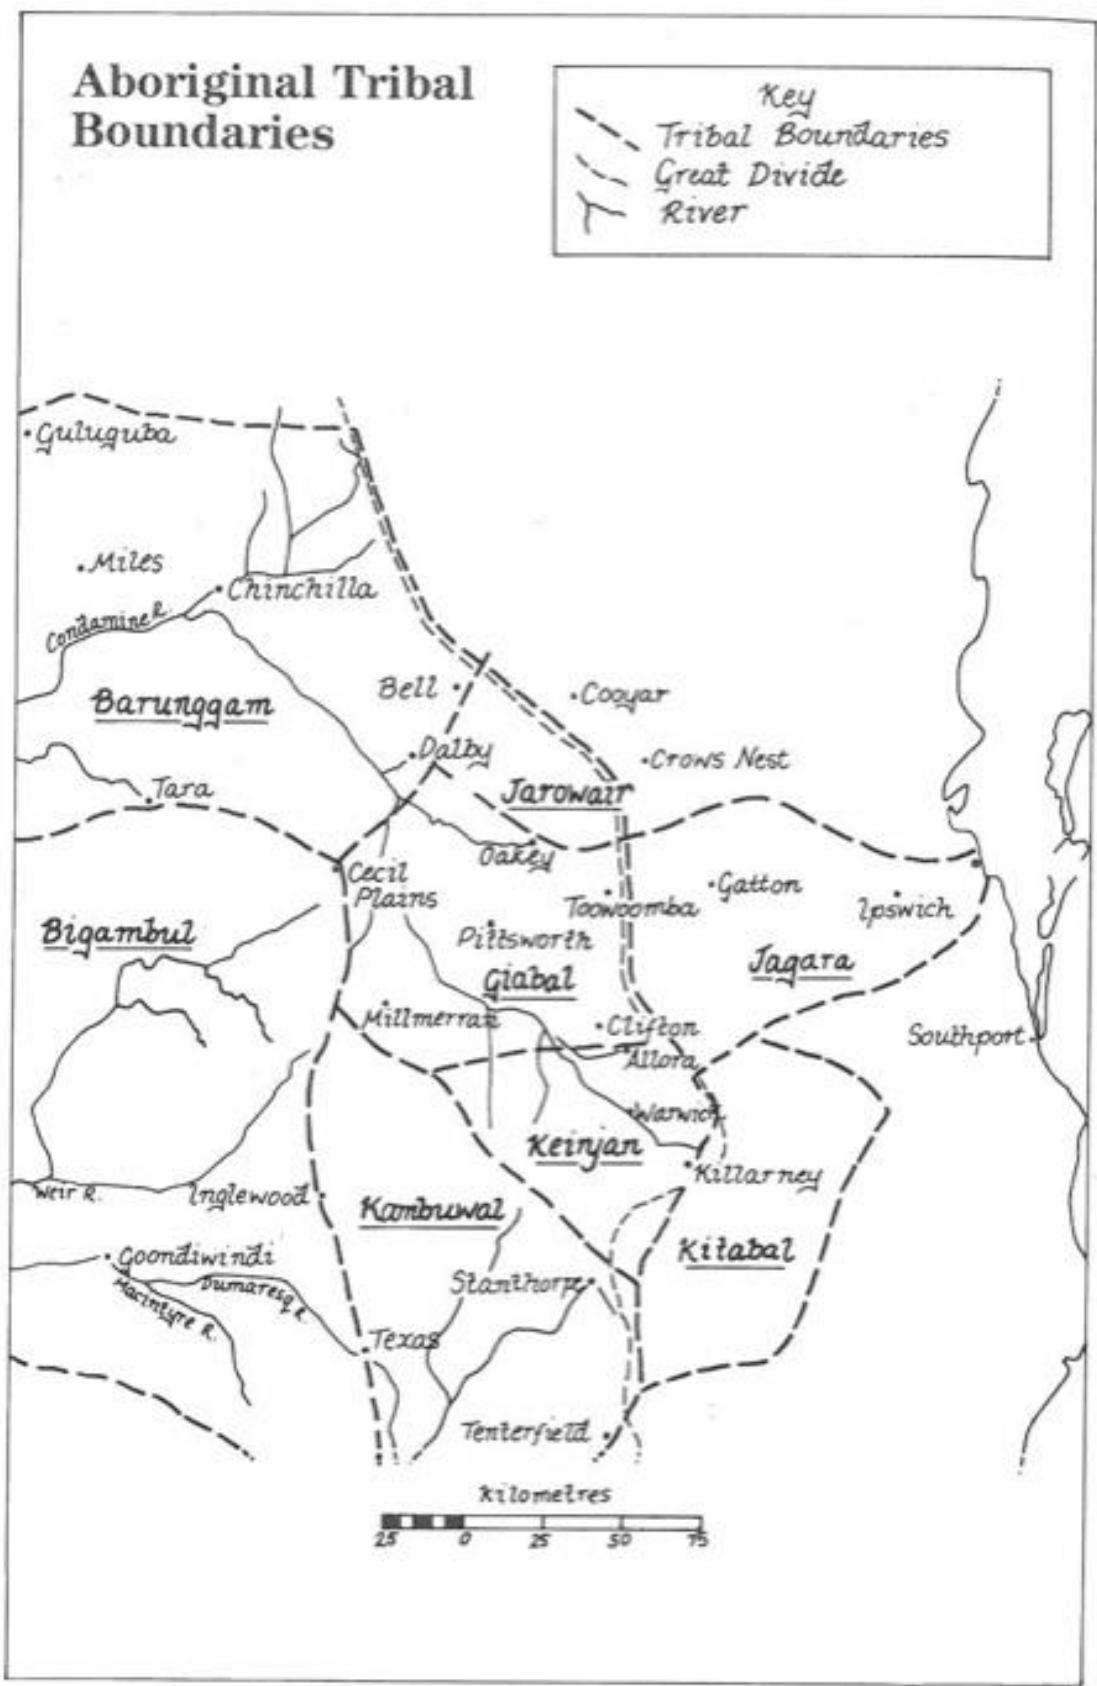 Aboriginal Tribal
Boundaries
Key
Tribal Boundaries
Great Divide
River
Guluguba
Miles
Chinchilla
Condamine R.
Barunggam
Bell
Cooyar
Dalby
Crows Nest
Tara
Jarowair
Oakey
Cecil
Plains
Toowoomba
Gatton
Ipswich
Bigambul
Pittsworth
Giabal
Jagara
Millmerran
Clifton
Southport
Allora
Warwick
Keinjan
Killarney
Weir R.
Inglewood
Kambuwal
Kitabal
Goondiwindi
Dumaresq R.
Macintyre R.
Stanthorpe
Texas
Tenterfield
Kilometres
25 0 25 50 75